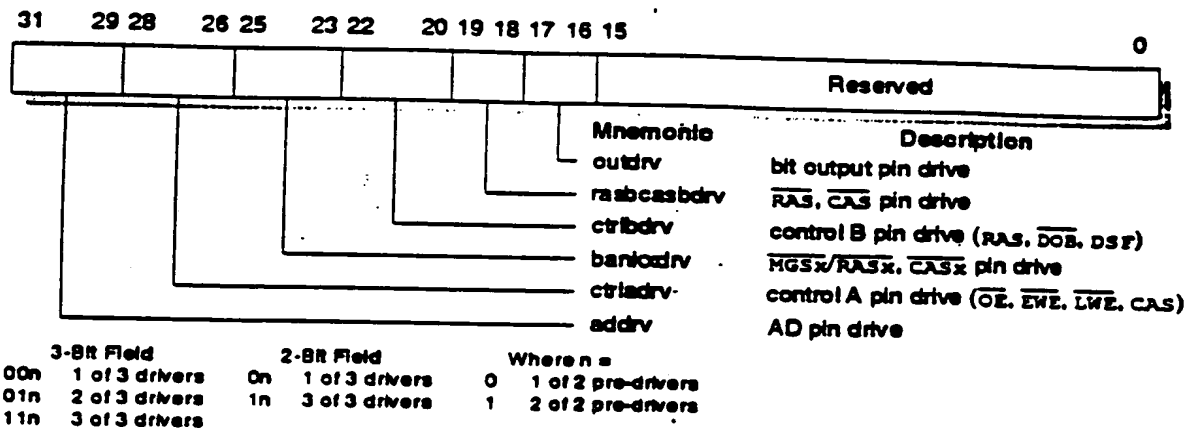 31 29 28 26 25 23 22 20 19 18 17 16 15 0
Reserved
Mnemonic Description
outdrv bit output pin drive
rasbcasbdrv RAS, CAS pin drive
ctrlbdrv control B pin drive (RAS, DOB, DSF)
MGSx/RASx, CASx pin drive
ctrladrv control A pin drive (OE, EWE, LWE, CAS)
addrv AD pin drive
3-Bit Field 2-Bit Field Where n =
00n 1 of 3 drivers 0n 1 of 3 drivers 0 1 of 2 pre-drivers
01n 2 of 3 drivers 1n 3 of 3 drivers 1 2 of 2 pre-drivers
11n 3 of 3 drivers